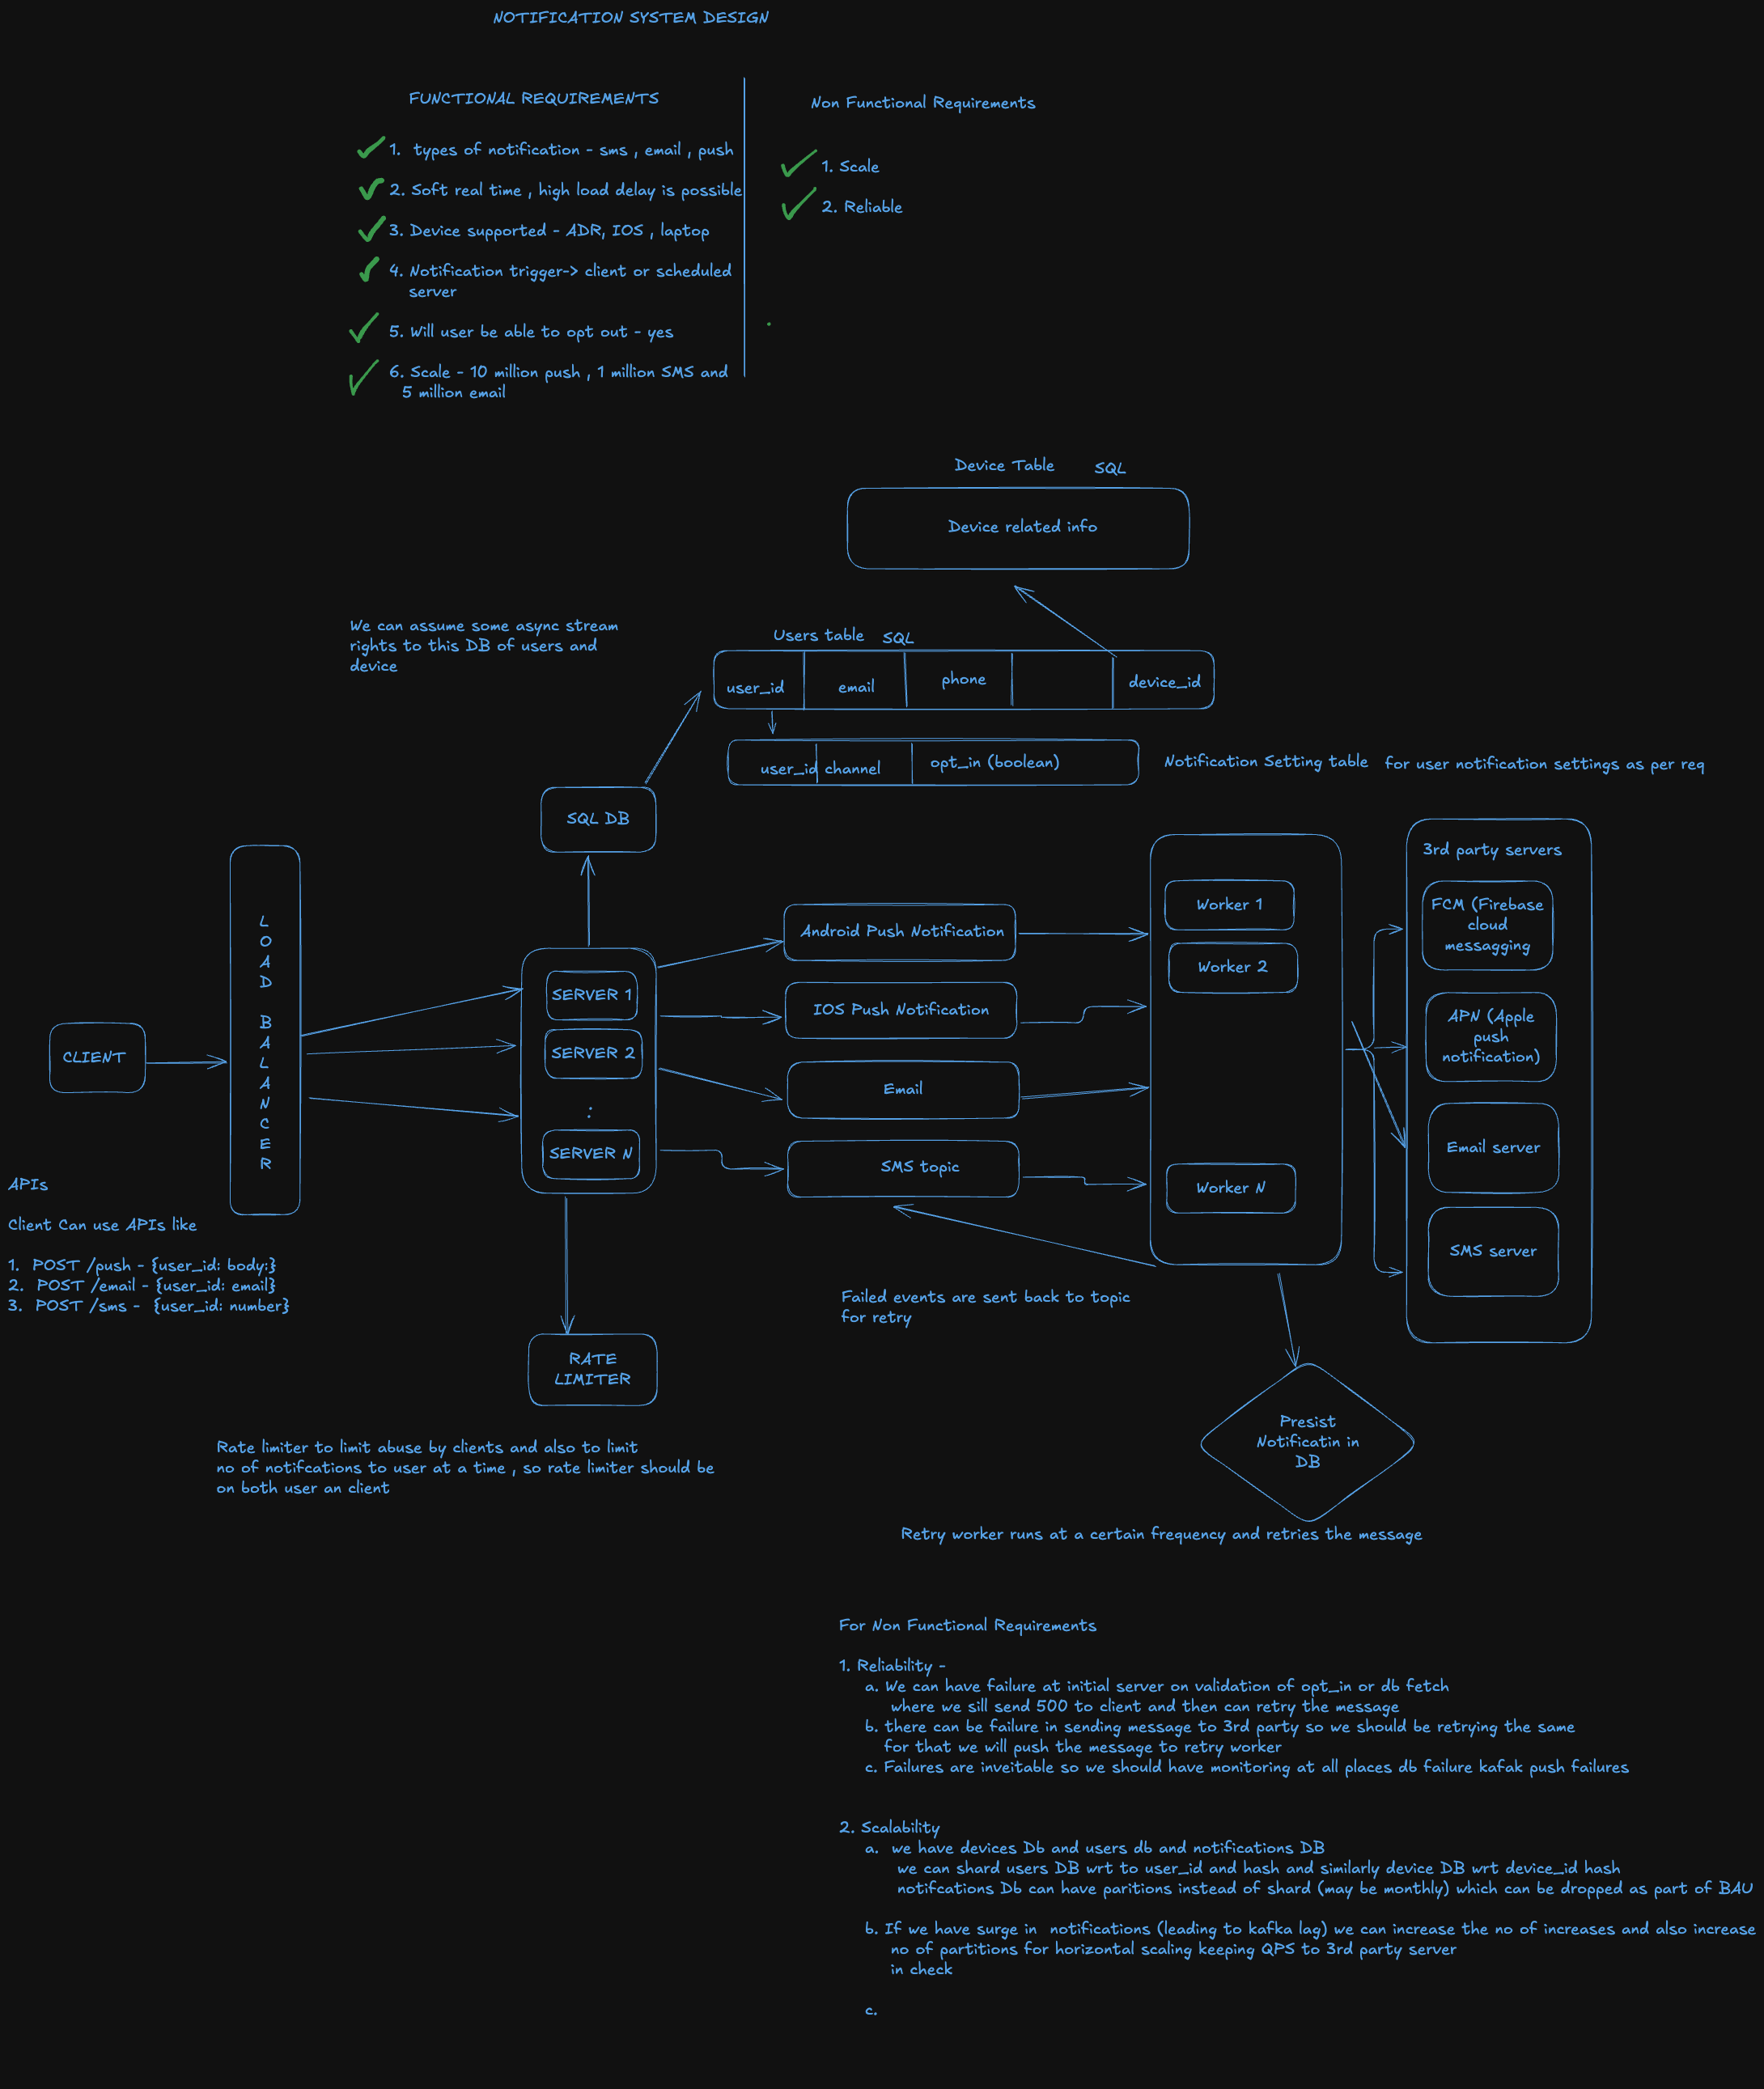 NOTIFICATION SYSTEM DESIGN
FUNCTIONAL REQUIREMENTS
1. types of notification - sms , email , push
2. Soft real time , high load delay is possible
3. Device supported - ADR, IOS , laptop
4. Notification trigger-> client or scheduled
server
5. Will user be able to opt out - yes
6. Scale - 10 million push , 1 million SMS and
5 million email
Non Functional Requirements
1. Scale
2. Reliable
Device Table SQL
Device related info
We can assume some async stream
rights to this DB of users and
device
Users table SQL
user_id email phone device_id
user_id channel opt_in (boolean)
Notification Setting table for user notification settings as per req
SQL DB
CLIENT
LOAD BALANCER
SERVER 1
SERVER 2
:
SERVER N
Android Push Notification
IOS Push Notification
Email
SMS topic
Worker 1
Worker 2
Worker N
3rd party servers
FCM (Firebase
cloud
messagging
APN (Apple
push
notification)
Email server
SMS server
APIs
Client Can use APIs like
1. POST /push - {user_id: body:}
2. POST /email - {user_id: email}
3. POST /sms - {user_id: number}
Failed events are sent back to topic
for retry
RATE
LIMITER
Rate limiter to limit abuse by clients and also to limit
no of notifcations to user at a time , so rate limiter should be
on both user an client
Presist
Notificatin in
DB
Retry worker runs at a certain frequency and retries the message
For Non Functional Requirements
1. Reliability -
a. We can have failure at initial server on validation of opt_in or db fetch
where we sill send 500 to client and then can retry the message
b. there can be failure in sending message to 3rd party so we should be retrying the same
for that we will push the message to retry worker
c. Failures are inveitable so we should have monitoring at all places db failure kafak push failures
2. Scalability
a. we have devices Db and users db and notifications DB
we can shard users DB wrt to user_id and hash and similarly device DB wrt device_id hash
notifcations Db can have paritions instead of shard (may be monthly) which can be dropped as part of BAU
b. If we have surge in notifications (leading to kafka lag) we can increase the no of increases and also increase
no of partitions for horizontal scaling keeping QPS to 3rd party server
in check
c.